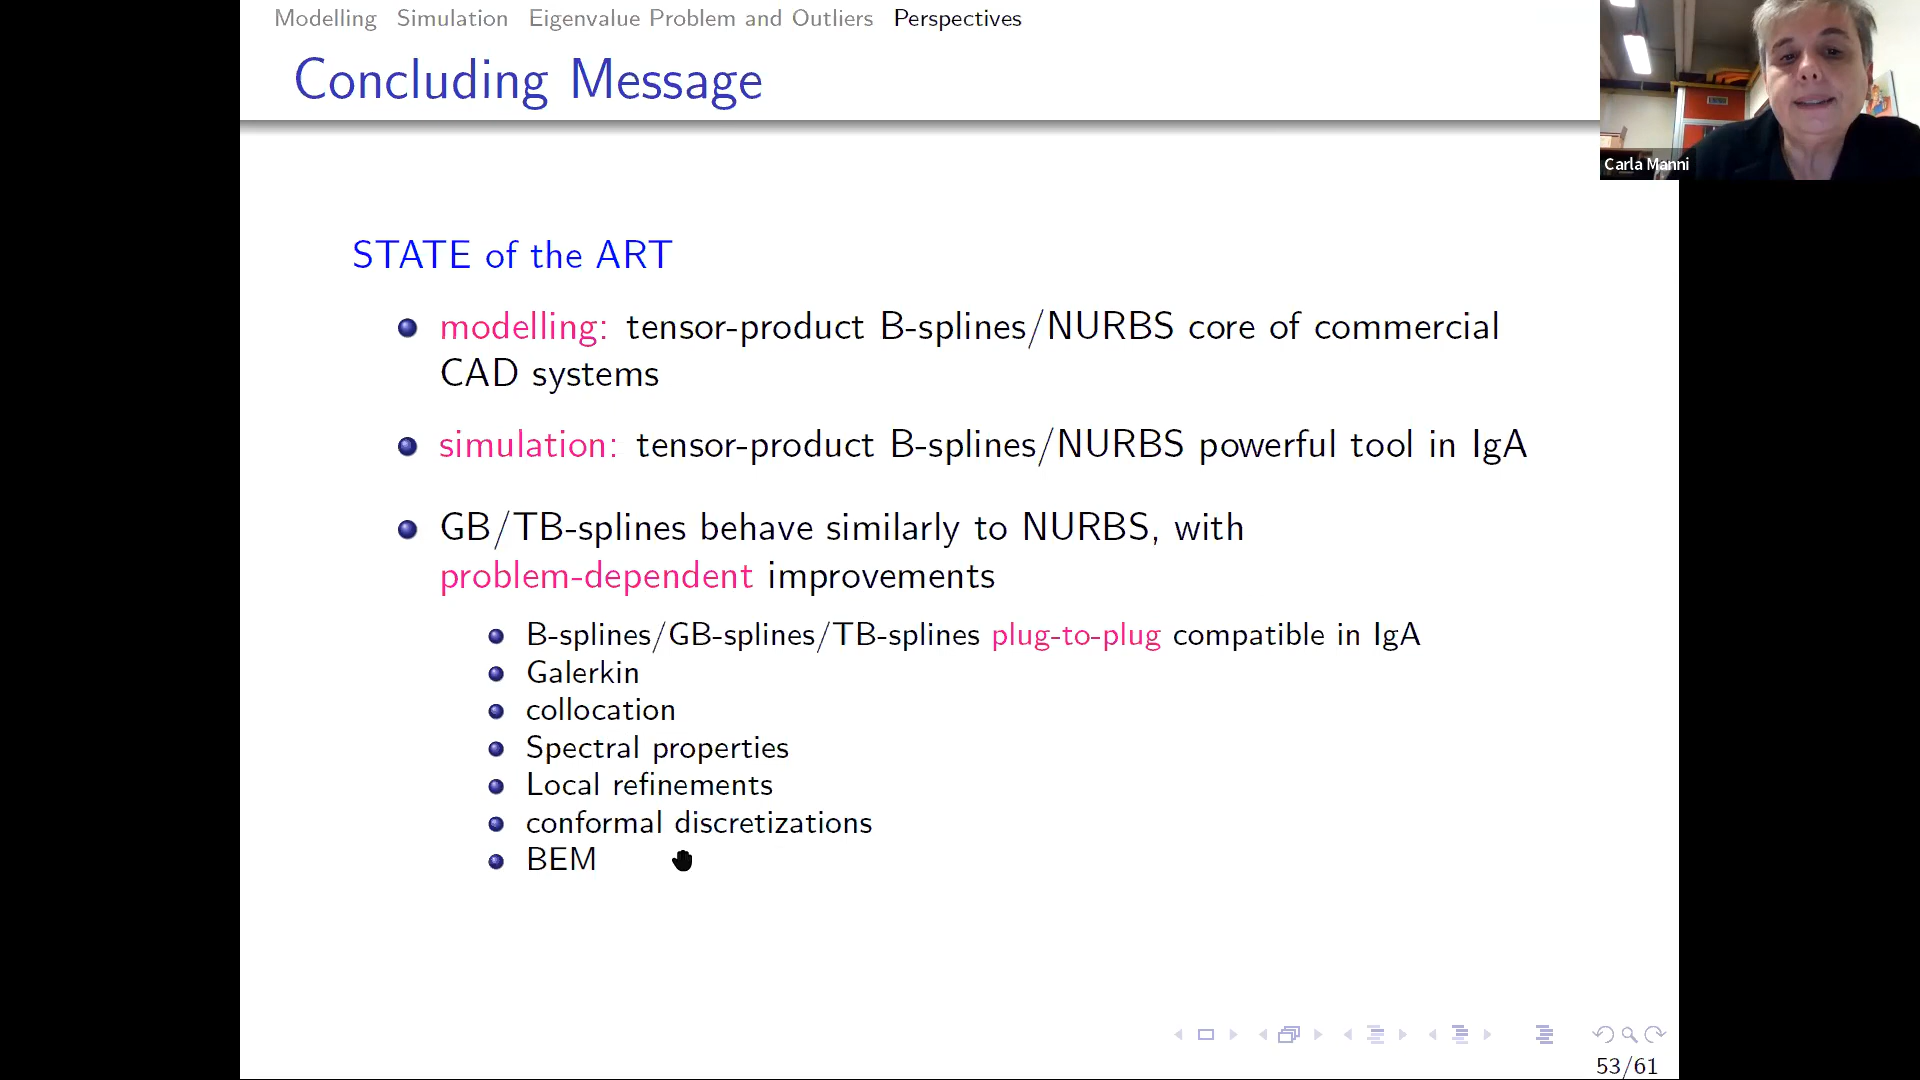 Modelling Simulation Eigenvalue Problem and Outliers Perspectives
Concluding Message
Carla Manni
STATE of the ART
modelling: tensor-product B-splines/NURBS core of commercial
CAD systems
simulation: tensor-product B-splines/NURBS powerful tool in IgA
GB/TB-splines behave similarly to NURBS, with
problem-dependent improvements
B-splines/GB-splines/TB-splines plug-to-plug compatible in IgA
Galerkin
collocation
Spectral properties
Local refinements
conformal discretizations
BEM
53/61